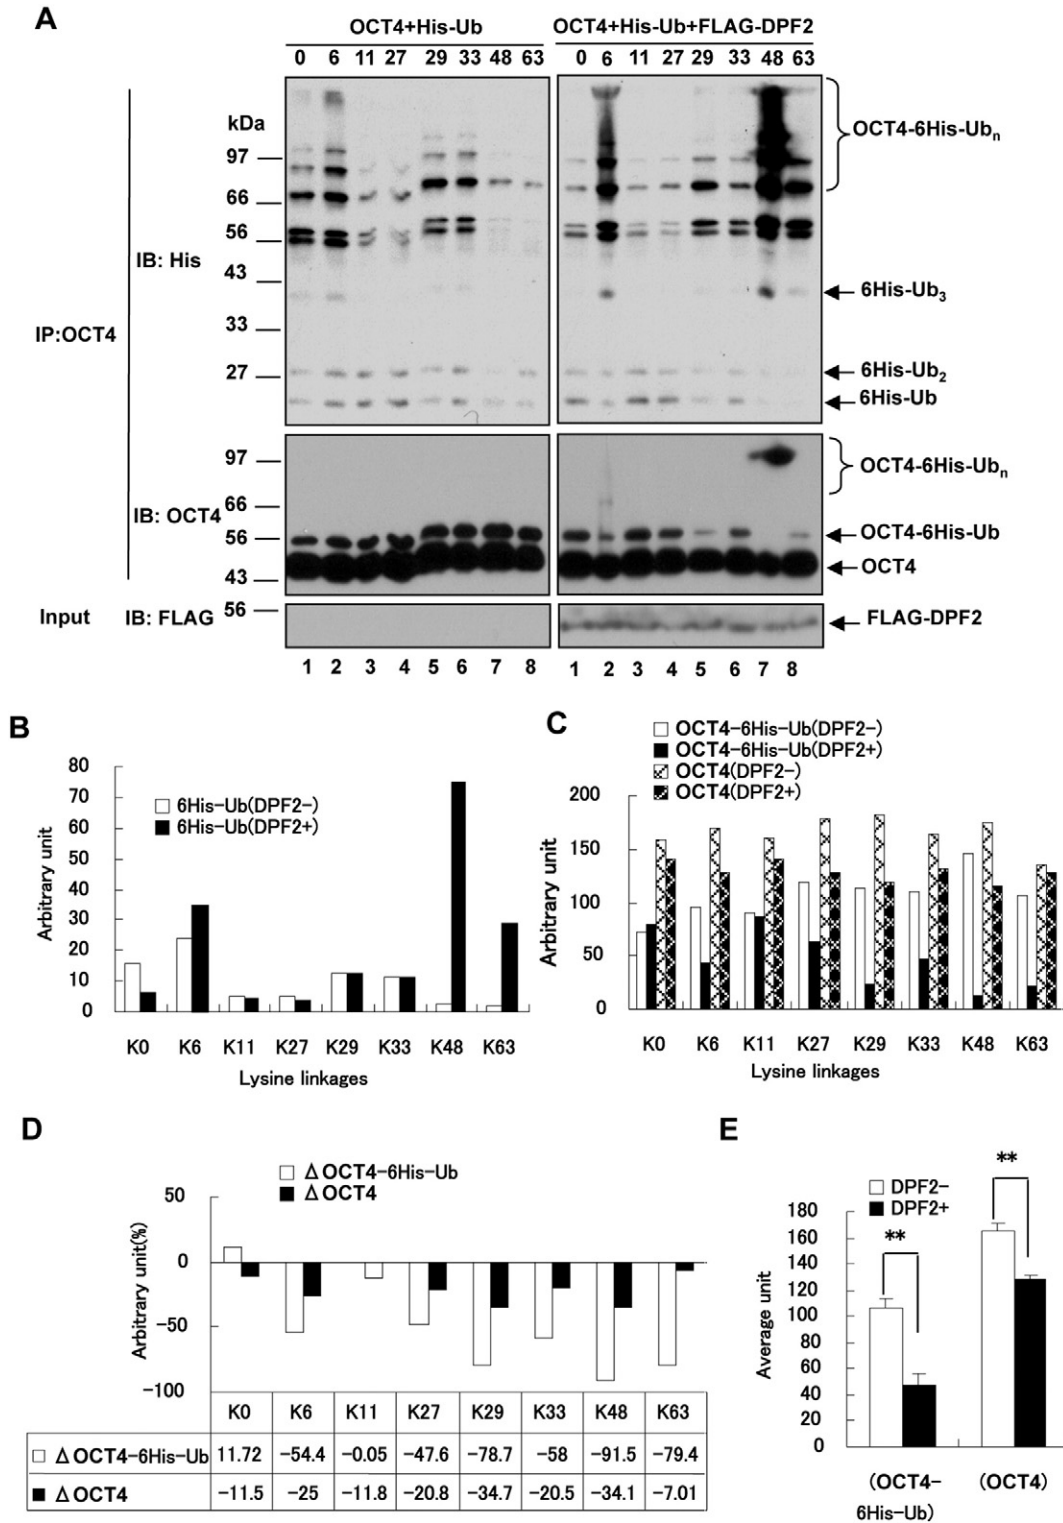 A
OCT4+His-Ub
OCT4+His-Ub+FLAG-DPF2
0 6 11 27 29 33 48 63
0 6 11 27 29 33 48 63
kDa
97
66
56
43
33
27
IB: His
IP:OCT4
OCT4-6His-Ubn
6His-Ub3
6His-Ub2
6His-Ub
97
66
56
43
IB: OCT4
OCT4-6His-Ubn
OCT4-6His-Ub
OCT4
Input IB: FLAG
56
FLAG-DPF2
1 2 3 4 5 6 7 8
1 2 3 4 5 6 7 8
B
6His-Ub(DPF2-)
6His-Ub(DPF2+)
Arbitrary unit
80
70
60
50
40
30
20
10
0
K0 K6 K11 K27 K29 K33 K48 K63
Lysine linkages
C
OCT4-6His-Ub(DPF2-)
OCT4-6His-Ub(DPF2+)
OCT4(DPF2-)
OCT4(DPF2+)
Arbitrary unit
200
150
100
50
0
K0 K6 K11 K27 K29 K33 K48 K63
Lysine linkages
D
Δ OCT4-6His-Ub
Δ OCT4
Arbitrary unit(%)
50
0
-50
-100
K0 K6 K11 K27 K29 K33 K48 K63
Δ OCT4-6His-Ub 11.72 -54.4 -0.05 -47.6 -78.7 -58 -91.5 -79.4
Δ OCT4 -11.5 -25 -11.8 -20.8 -34.7 -20.5 -34.1 -7.01
E
DPF2-
DPF2+
**
**
Average unit
180
160
140
120
100
80
60
40
20
0
(OCT4-
6His-Ub)
(OCT4)